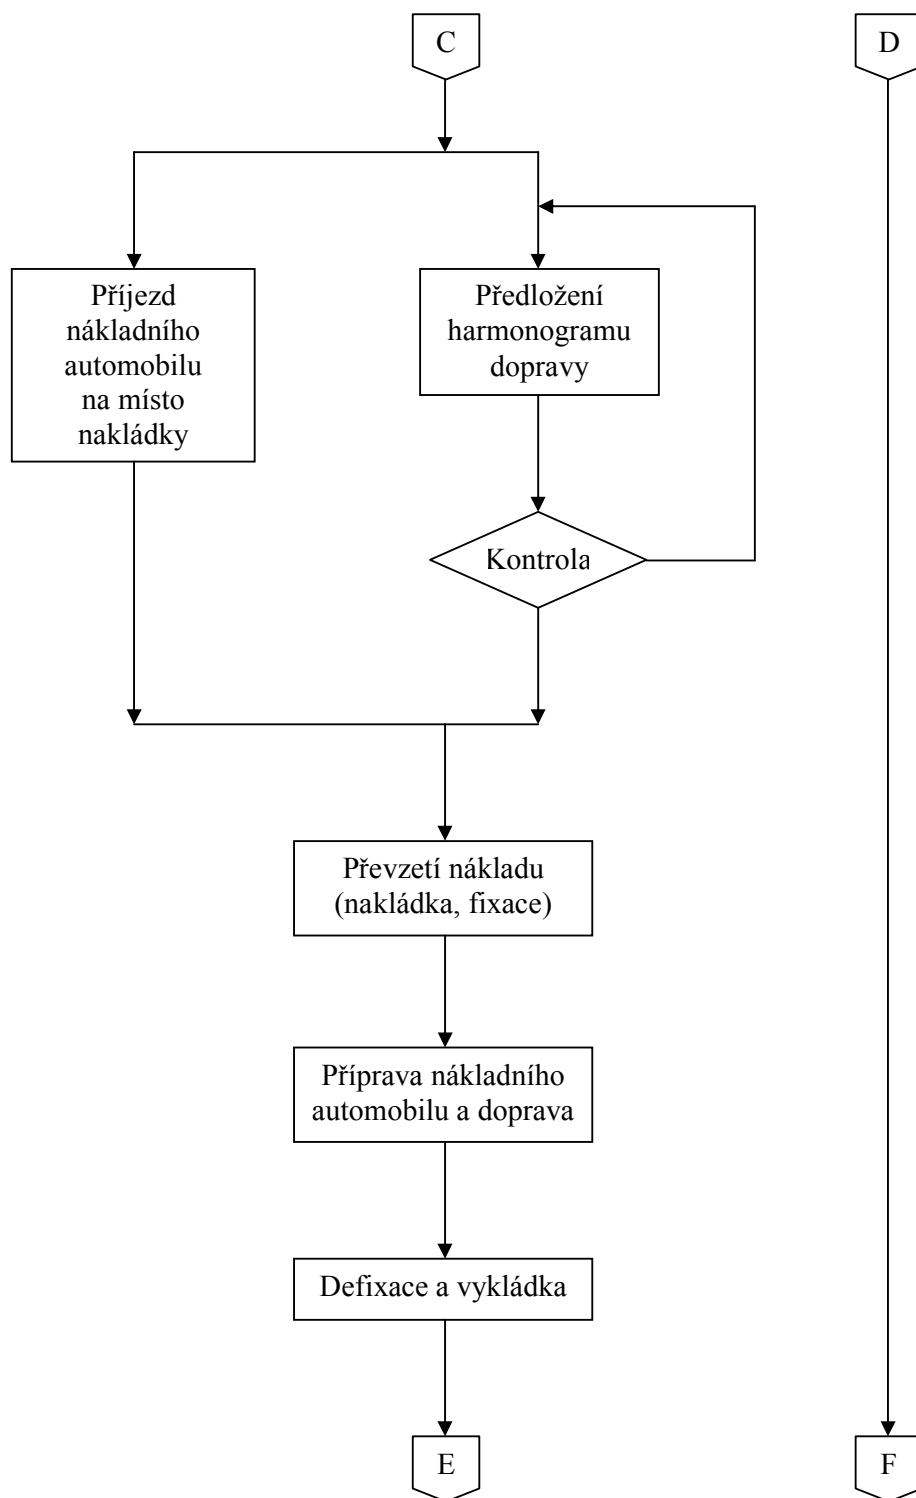 C
D
Příjezd
nákladního
automobilu
na místo
nakládky
Předložení
harmonogramu
dopravy
Kontrola
Převzetí nákladu
(nakládka, fixace)
Příprava nákladního
automobilu a doprava
Defixace a vykládka
E
F